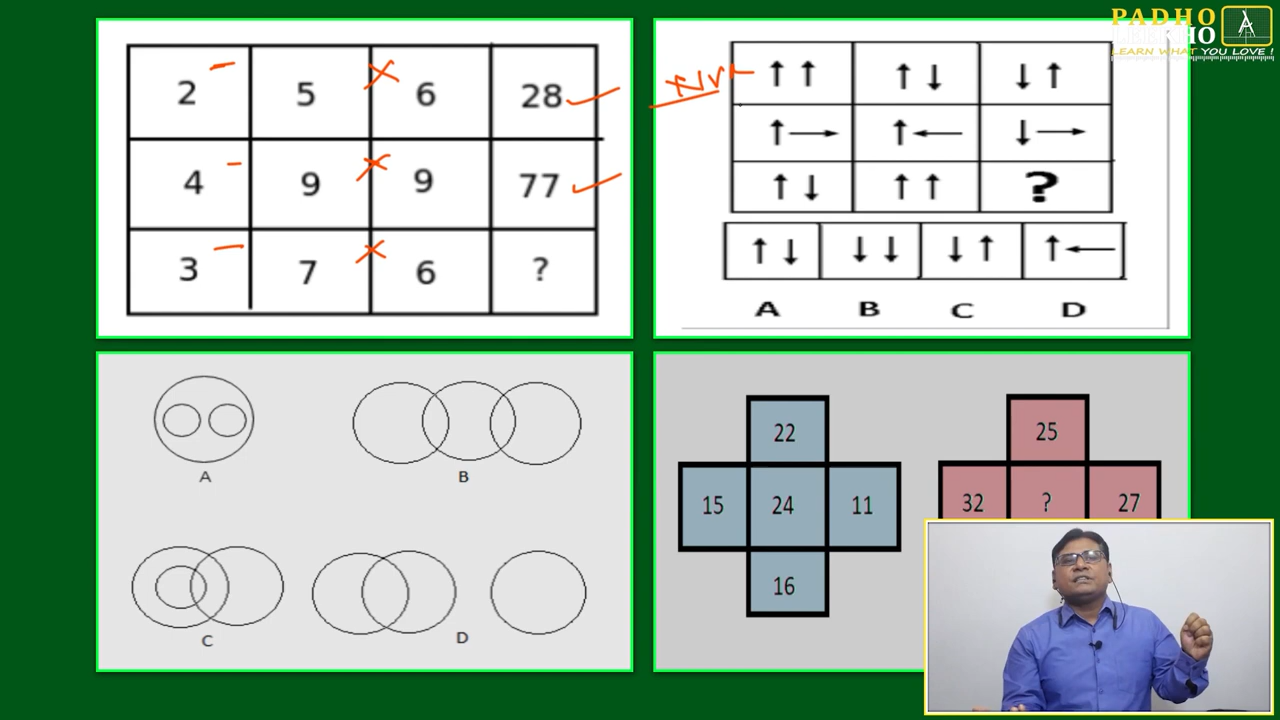 PADHO
LEKHO
LEARN WHAT YOU LOVE !
2 - 5 × 6 28 ✓
4 - 9 × 9 77 ✓
3 - 7 × 6 ?
↑ ↑ ↑ ↓ ↓ ↑
↑ → ↑ ← ↓ →
↑ ↓ ↑ ↑ ?
↑ ↓ ↓ ↓ ↓ ↑ ↑ ←
A B C D
A B
C D
22
15 24 11
16
25
32 ? 27